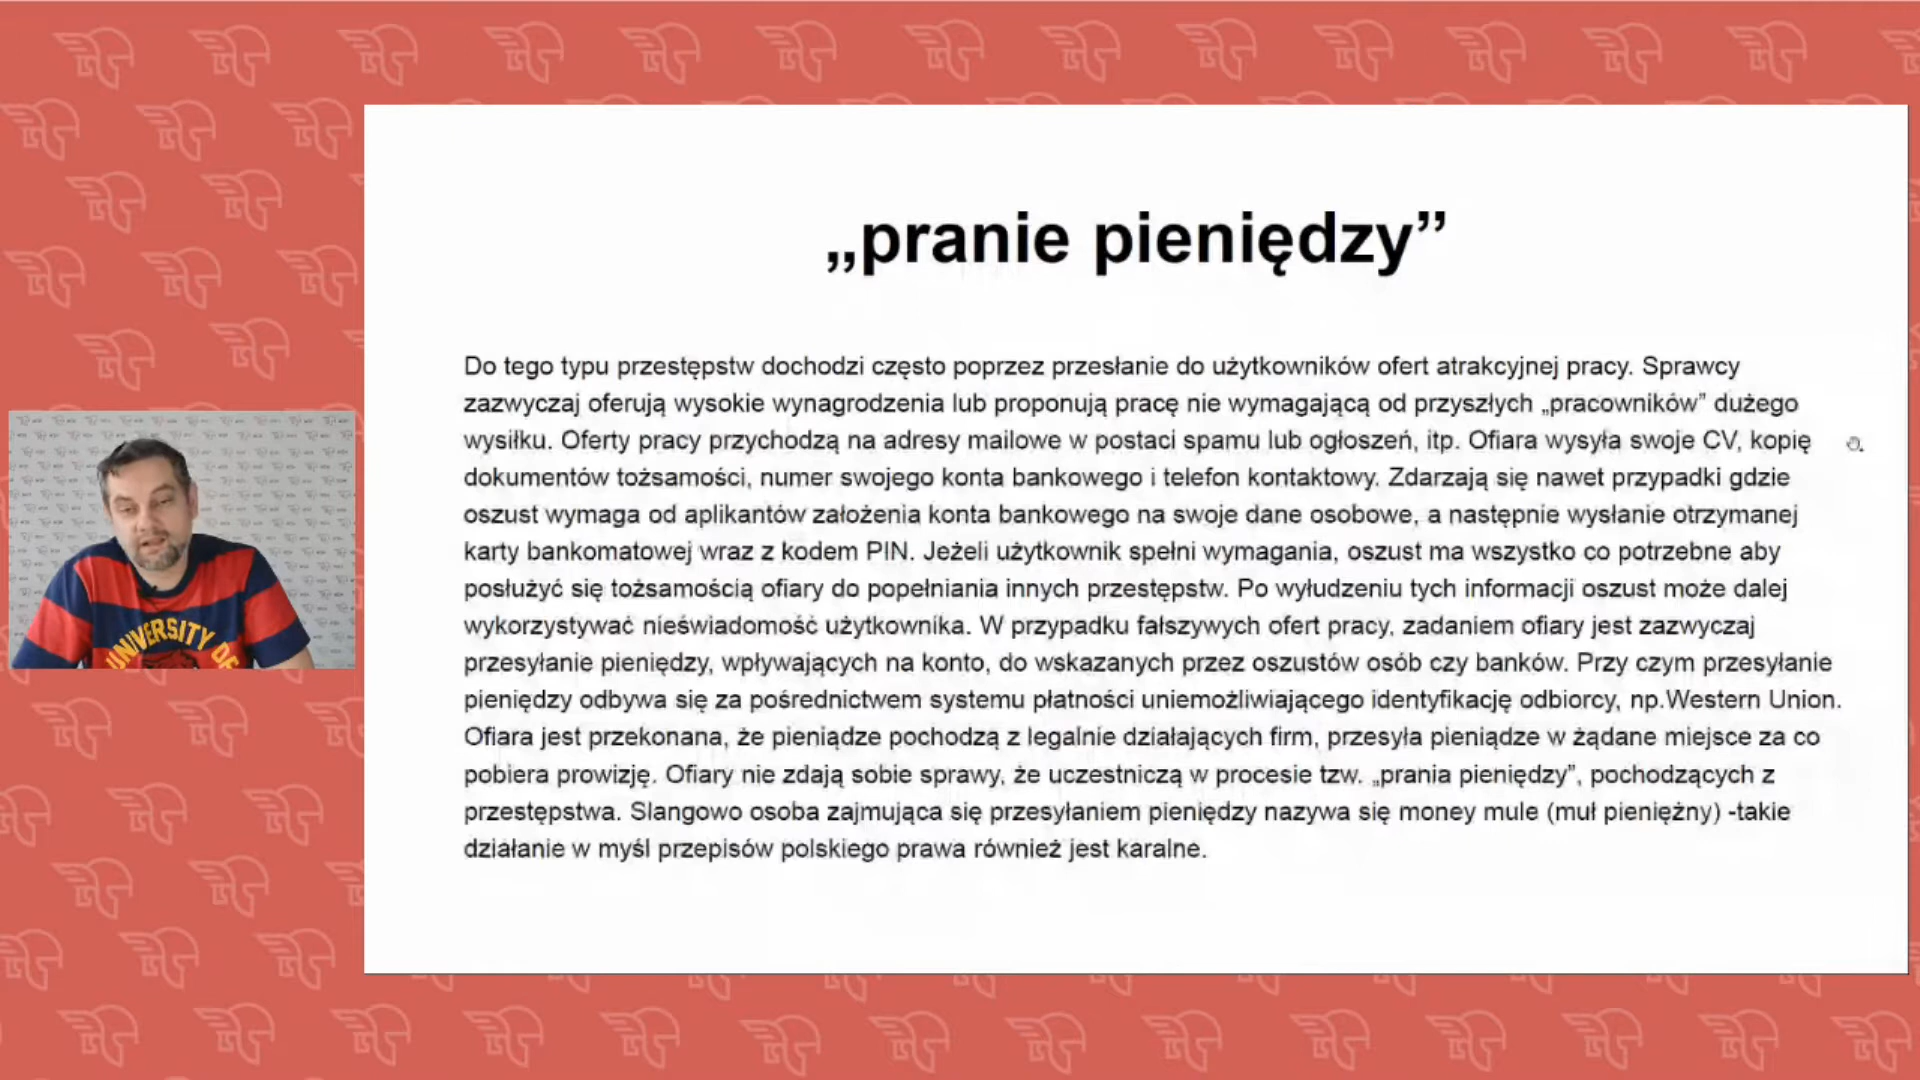 „pranie pieniędzy”
Do tego typu przestępstw dochodzi często poprzez przesłanie do użytkowników ofert atrakcyjnej pracy. Sprawcy
zazwyczaj oferują wysokie wynagrodzenia lub proponują pracę nie wymagającą od przyszłych „pracowników” dużego
wysiłku. Oferty pracy przychodzą na adresy mailowe w postaci spamu lub ogłoszeń, itp. Ofiara wysyła swoje CV, kopię
dokumentów tożsamości, numer swojego konta bankowego i telefon kontaktowy. Zdarzają się nawet przypadki gdzie
oszust wymaga od aplikantów założenia konta bankowego na swoje dane osobowe, a następnie wysłanie otrzymanej
karty bankomatowej wraz z kodem PIN. Jeżeli użytkownik spełni wymagania, oszust ma wszystko co potrzebne aby
posłużyć się tożsamością ofiary do popełniania innych przestępstw. Po wyłudzeniu tych informacji oszust może dalej
wykorzystywać nieświadomość użytkownika. W przypadku fałszywych ofert pracy, zadaniem ofiary jest zazwyczaj
przesyłanie pieniędzy, wpływających na konto, do wskazanych przez oszustów osób czy banków. Przy czym przesyłanie
pieniędzy odbywa się za pośrednictwem systemu płatności uniemożliwiającego identyfikację odbiorcy, np.Western Union.
Ofiara jest przekonana, że pieniądze pochodzą z legalnie działających firm, przesyła pieniądze w żądane miejsce za co
pobiera prowizję. Ofiary nie zdają sobie sprawy, że uczestniczą w procesie tzw. „prania pieniędzy”, pochodzących z
przestępstwa. Slangowo osoba zajmująca się przesyłaniem pieniędzy nazywa się money mule (muł pieniężny) -takie
działanie w myśl przepisów polskiego prawa również jest karalne.
UNIVERSITY OF